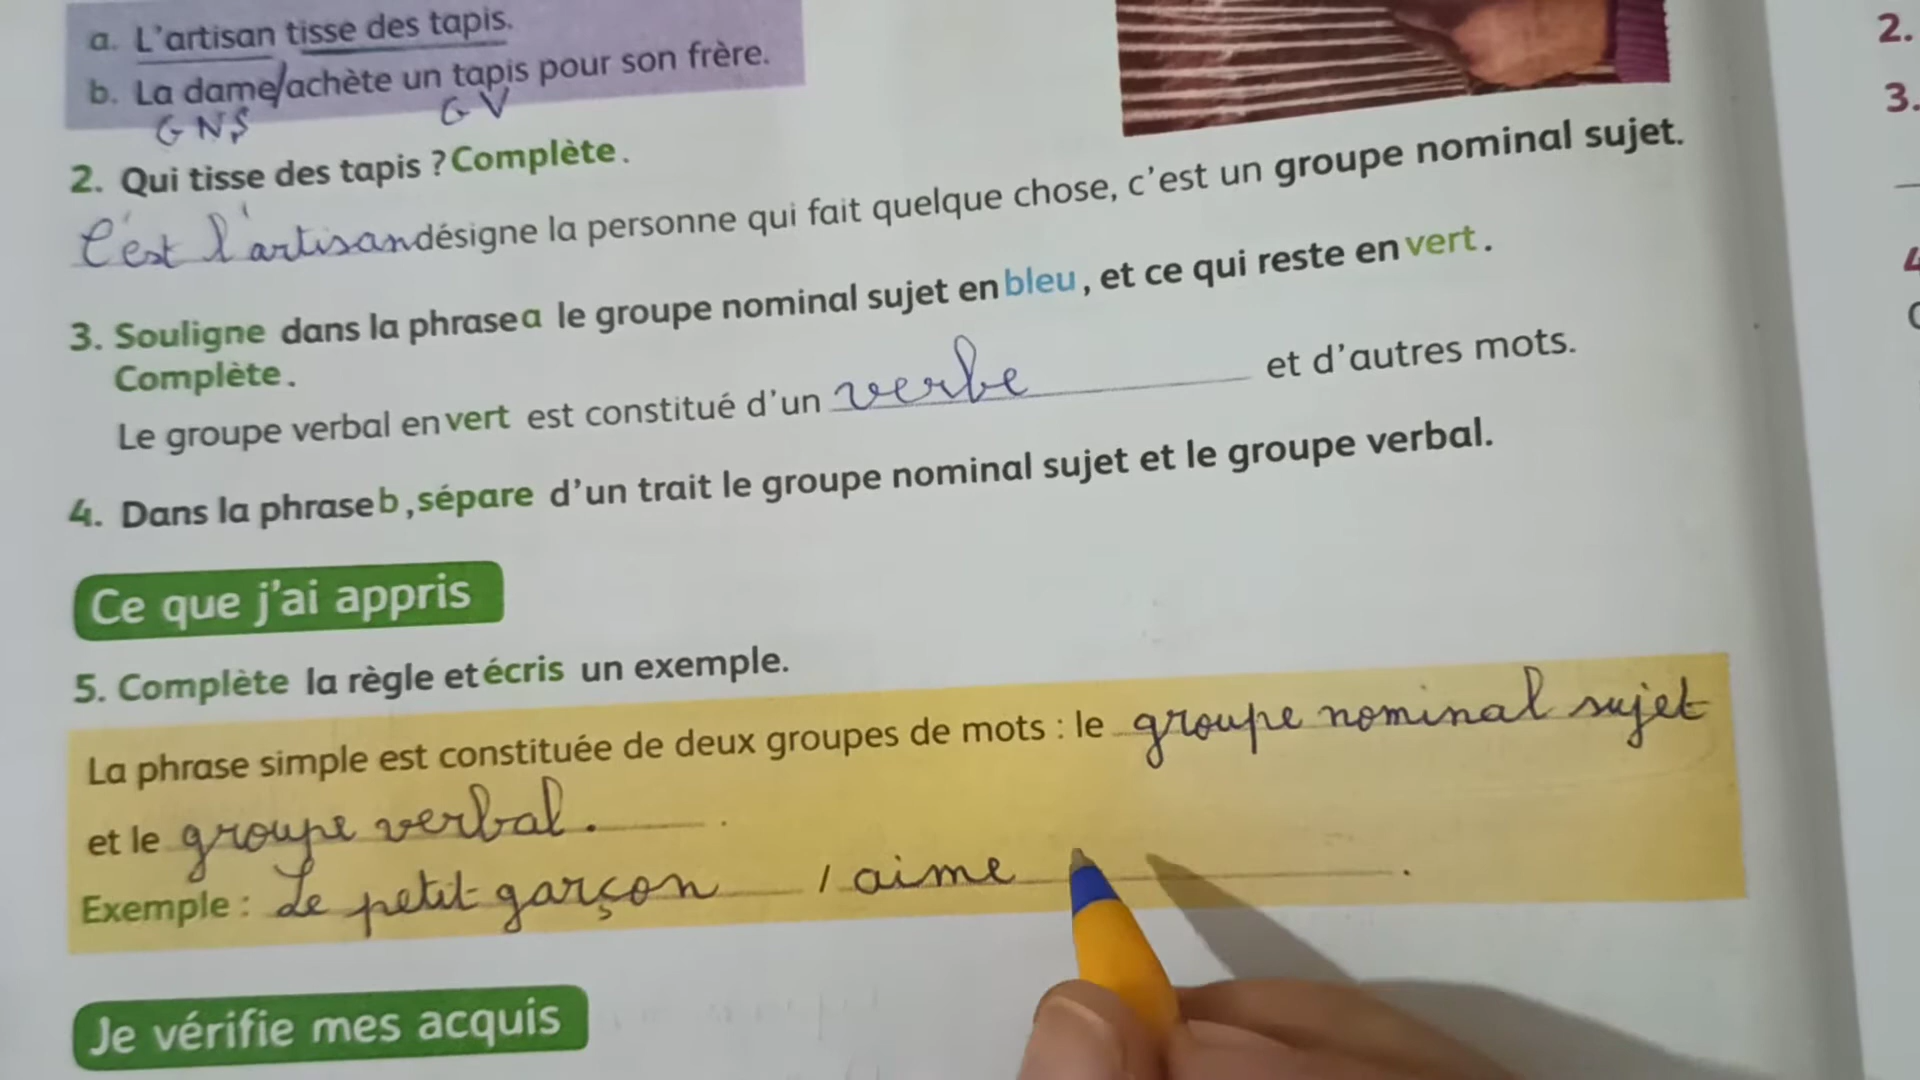 a. L'artisan tisse des tapis.
b. La dame/achète un tapis pour son frère.
GNS GV
2. Qui tisse des tapis ? Complète.
C'est l'artisan désigne la personne qui fait quelque chose, c'est un groupe nominal sujet.
3. Souligne dans la phrase a le groupe nominal sujet en bleu, et ce qui reste en vert.
Complète.
Le groupe verbal en vert est constitué d'un verbe et d'autres mots.
4. Dans la phrase b, sépare d'un trait le groupe nominal sujet et le groupe verbal.
Ce que j'ai appris
5. Complète la règle et écris un exemple.
La phrase simple est constituée de deux groupes de mots : le groupe nominal sujet
et le groupe verbal. .
Exemple : Le petit garçon / aime .
Je vérifie mes acquis
2.
3.